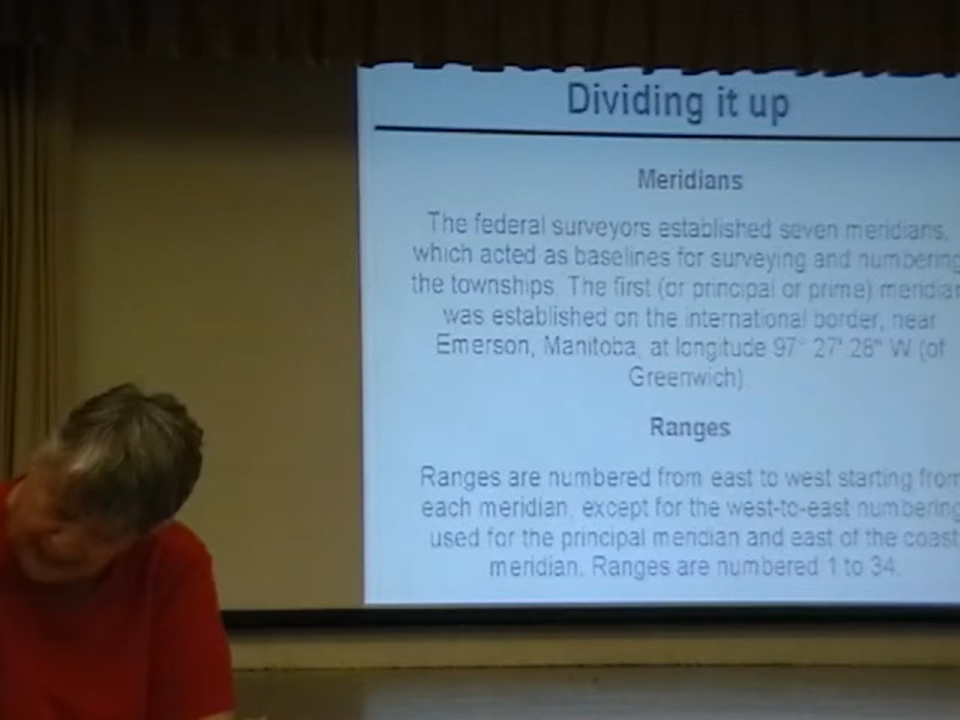 Dividing it up
Meridians
The federal surveyors established seven meridians,
which acted as baselines for surveying and numbering
the townships. The first (or principal or prime) meridian
was established on the international border, near
Emerson, Manitoba, at longitude 97° 27' 28" W (of
Greenwich).
Ranges
Ranges are numbered from east to west starting from
each meridian, except for the west-to-east numbering
used for the principal meridian and east of the coast
meridian. Ranges are numbered 1 to 34.